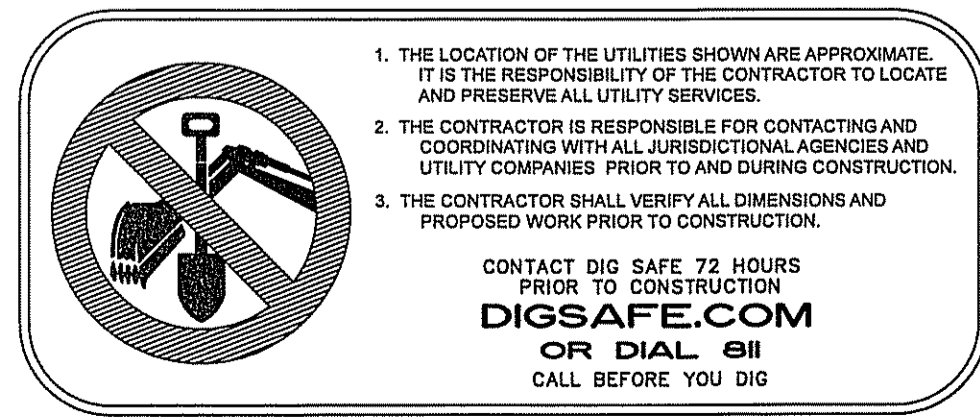 1. THE LOCATION OF THE UTILITIES SHOWN ARE APPROXIMATE.
IT IS THE RESPONSIBILITY OF THE CONTRACTOR TO LOCATE
AND PRESERVE ALL UTILITY SERVICES.
2. THE CONTRACTOR IS RESPONSIBLE FOR CONTACTING AND
COORDINATING WITH ALL JURISDICTIONAL AGENCIES AND
UTILITY COMPANIES PRIOR TO AND DURING CONSTRUCTION.
3. THE CONTRACTOR SHALL VERIFY ALL DIMENSIONS AND
PROPOSED WORK PRIOR TO CONSTRUCTION.
CONTACT DIG SAFE 72 HOURS
PRIOR TO CONSTRUCTION
DIGSAFE.COM
OR DIAL 811
CALL BEFORE YOU DIG